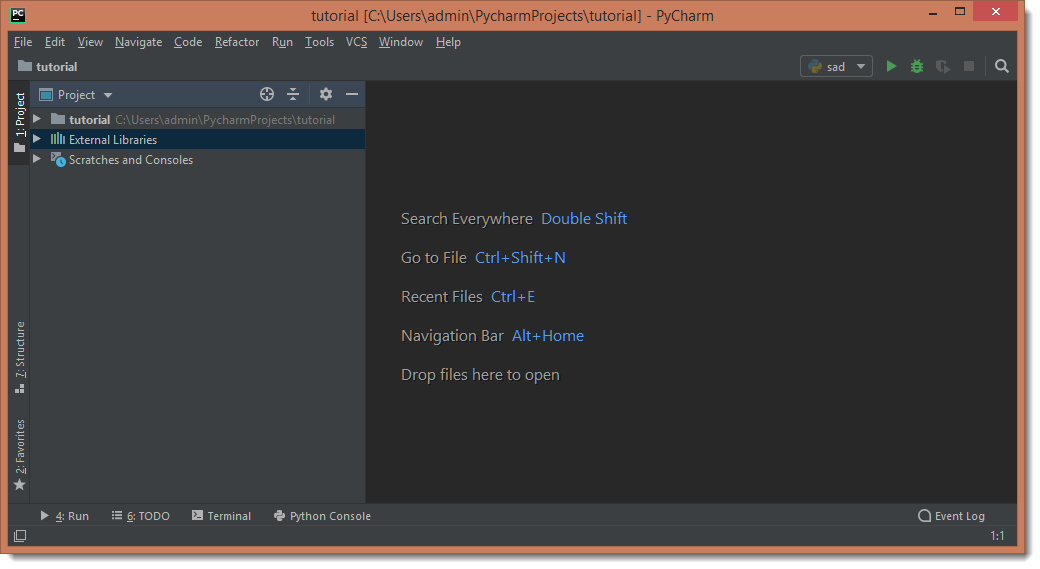 PC
tutorial [C:\Users\admin\PycharmProjects\tutorial] - PyCharm
File Edit View Navigate Code Refactor Run Tools VCS Window Help
tutorial
sad
1: Project
Project
tutorial C:\Users\admin\PycharmProjects\tutorial
External Libraries
Scratches and Consoles
Search Everywhere Double Shift
Go to File Ctrl+Shift+N
Recent Files Ctrl+E
Navigation Bar Alt+Home
Drop files here to open
7: Structure
2: Favorites
4: Run 6: TODO Terminal Python Console Event Log
1:1